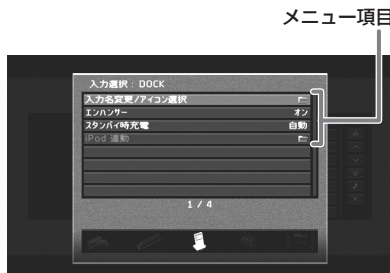 メニュー項目
入力選択：DOCK
入力名変更/アイコン選択
エンハンサー オン
スタンバイ時充電 自動
iPod 連動
1 / 4